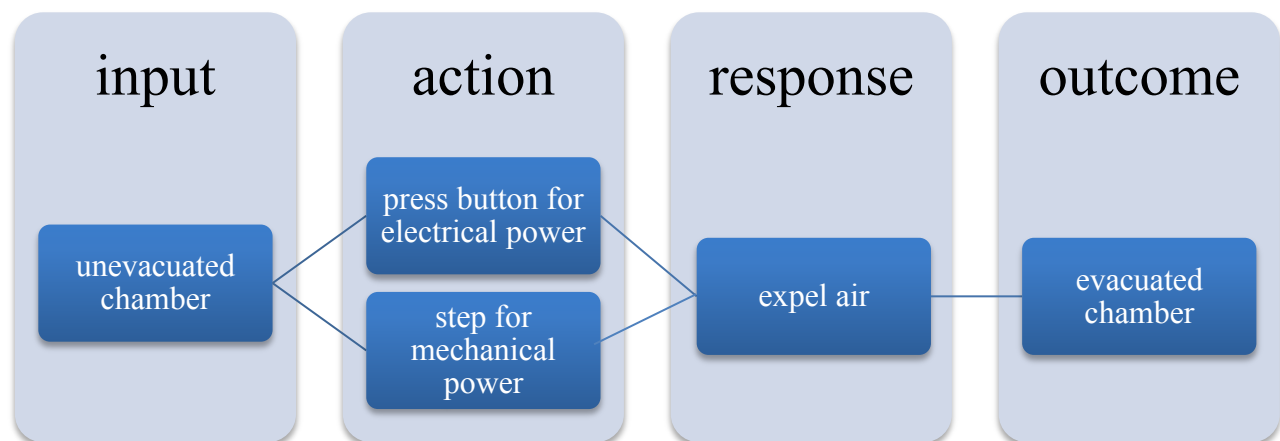 input
action
response
outcome
unevacuated
chamber
press button for
electrical power
step for
mechanical
power
expel air
evacuated
chamber